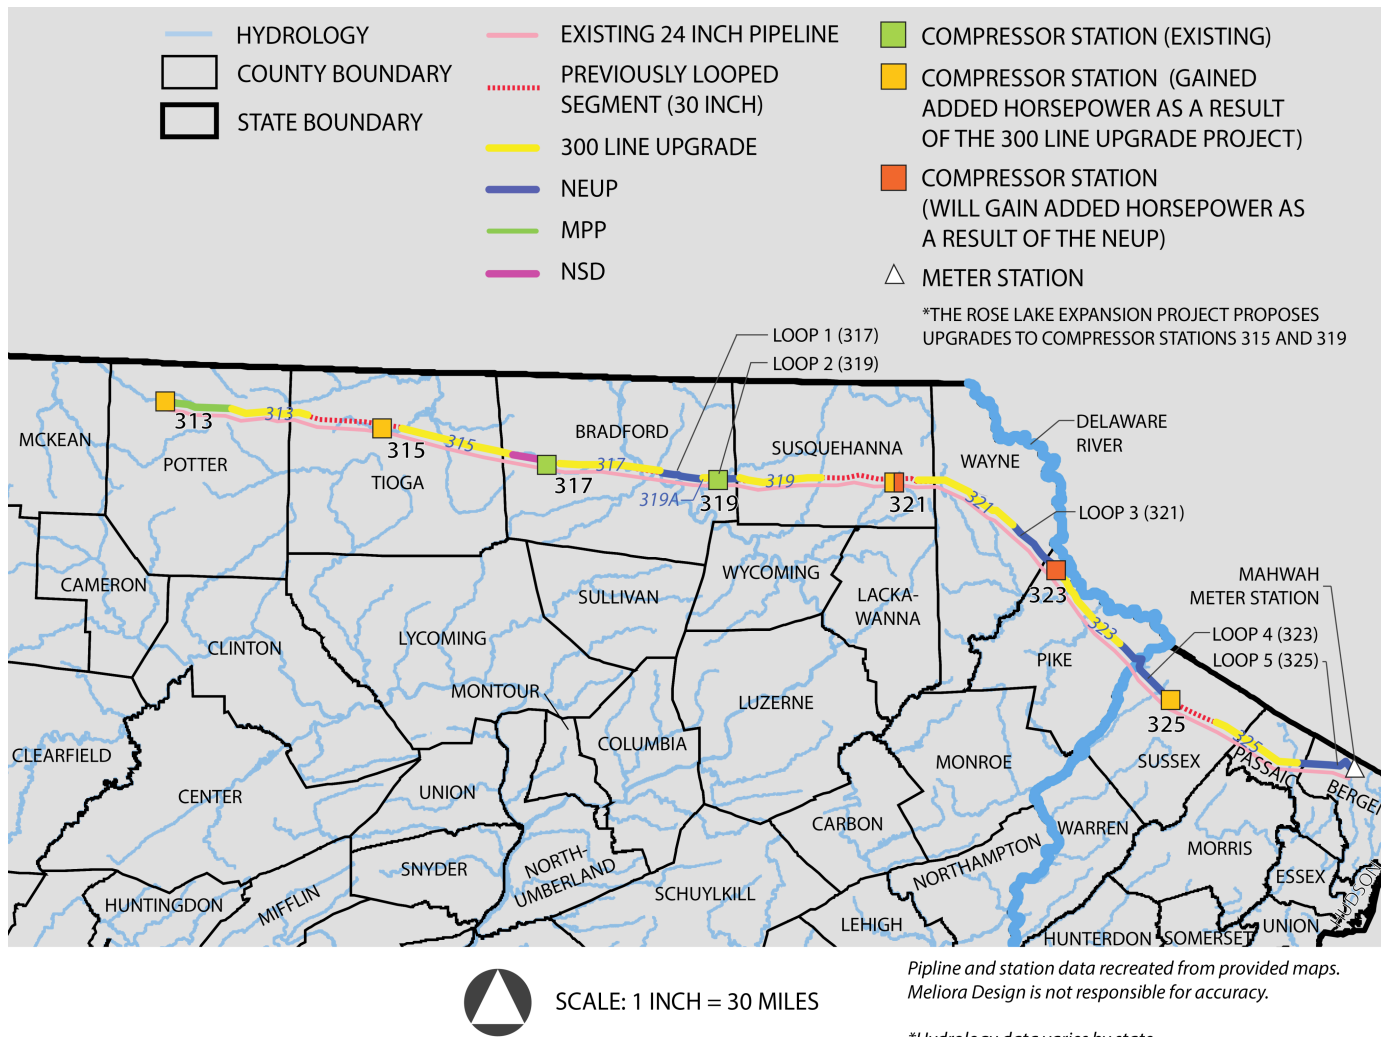 HYDROLOGY
COUNTY BOUNDARY
STATE BOUNDARY
EXISTING 24 INCH PIPELINE
PREVIOUSLY LOOPED
SEGMENT (30 INCH)
300 LINE UPGRADE
NEUP
MPP
NSD
COMPRESSOR STATION (EXISTING)
COMPRESSOR STATION (GAINED
ADDED HORSEPOWER AS A RESULT
OF THE 300 LINE UPGRADE PROJECT)
COMPRESSOR STATION
(WILL GAIN ADDED HORSEPOWER AS
A RESULT OF THE NEUP)
METER STATION
*THE ROSE LAKE EXPANSION PROJECT PROPOSES
UPGRADES TO COMPRESSOR STATIONS 315 AND 319
LOOP 1 (317)
LOOP 2 (319)
DELAWARE
RIVER
MCKEAN
POTTER
313
313
TIOGA
315
315
BRADFORD
317
317
319A
319
SUSQUEHANNA
319
321
WAYNE
321
LOOP 3 (321)
323
323
MAHWAH
METER STATION
LOOP 4 (323)
LOOP 5 (325)
CAMERON
CLINTON
LYCOMING
SULLIVAN
WYCOMING
LACKA-
WANNA
PIKE
325
325
MONTOUR
COLUMBIA
LUZERNE
CLEARFIELD
CENTER
UNION
MONROE
SUSSEX
PASSAIC
BERGE
CARBON
WARREN
MORRIS
SNYDER
NORTH-
UMBERLAND
NORTHAMPTON
ESSEX
HUDSON
HUNTINGDON
MIFFLIN
SCHUYLKILL
LEHIGH
HUNTERDON
SOMERSET
UNION
SCALE: 1 INCH = 30 MILES
Pipline and station data recreated from provided maps.
Meliora Design is not responsible for accuracy.
*Hydrology data varies by state